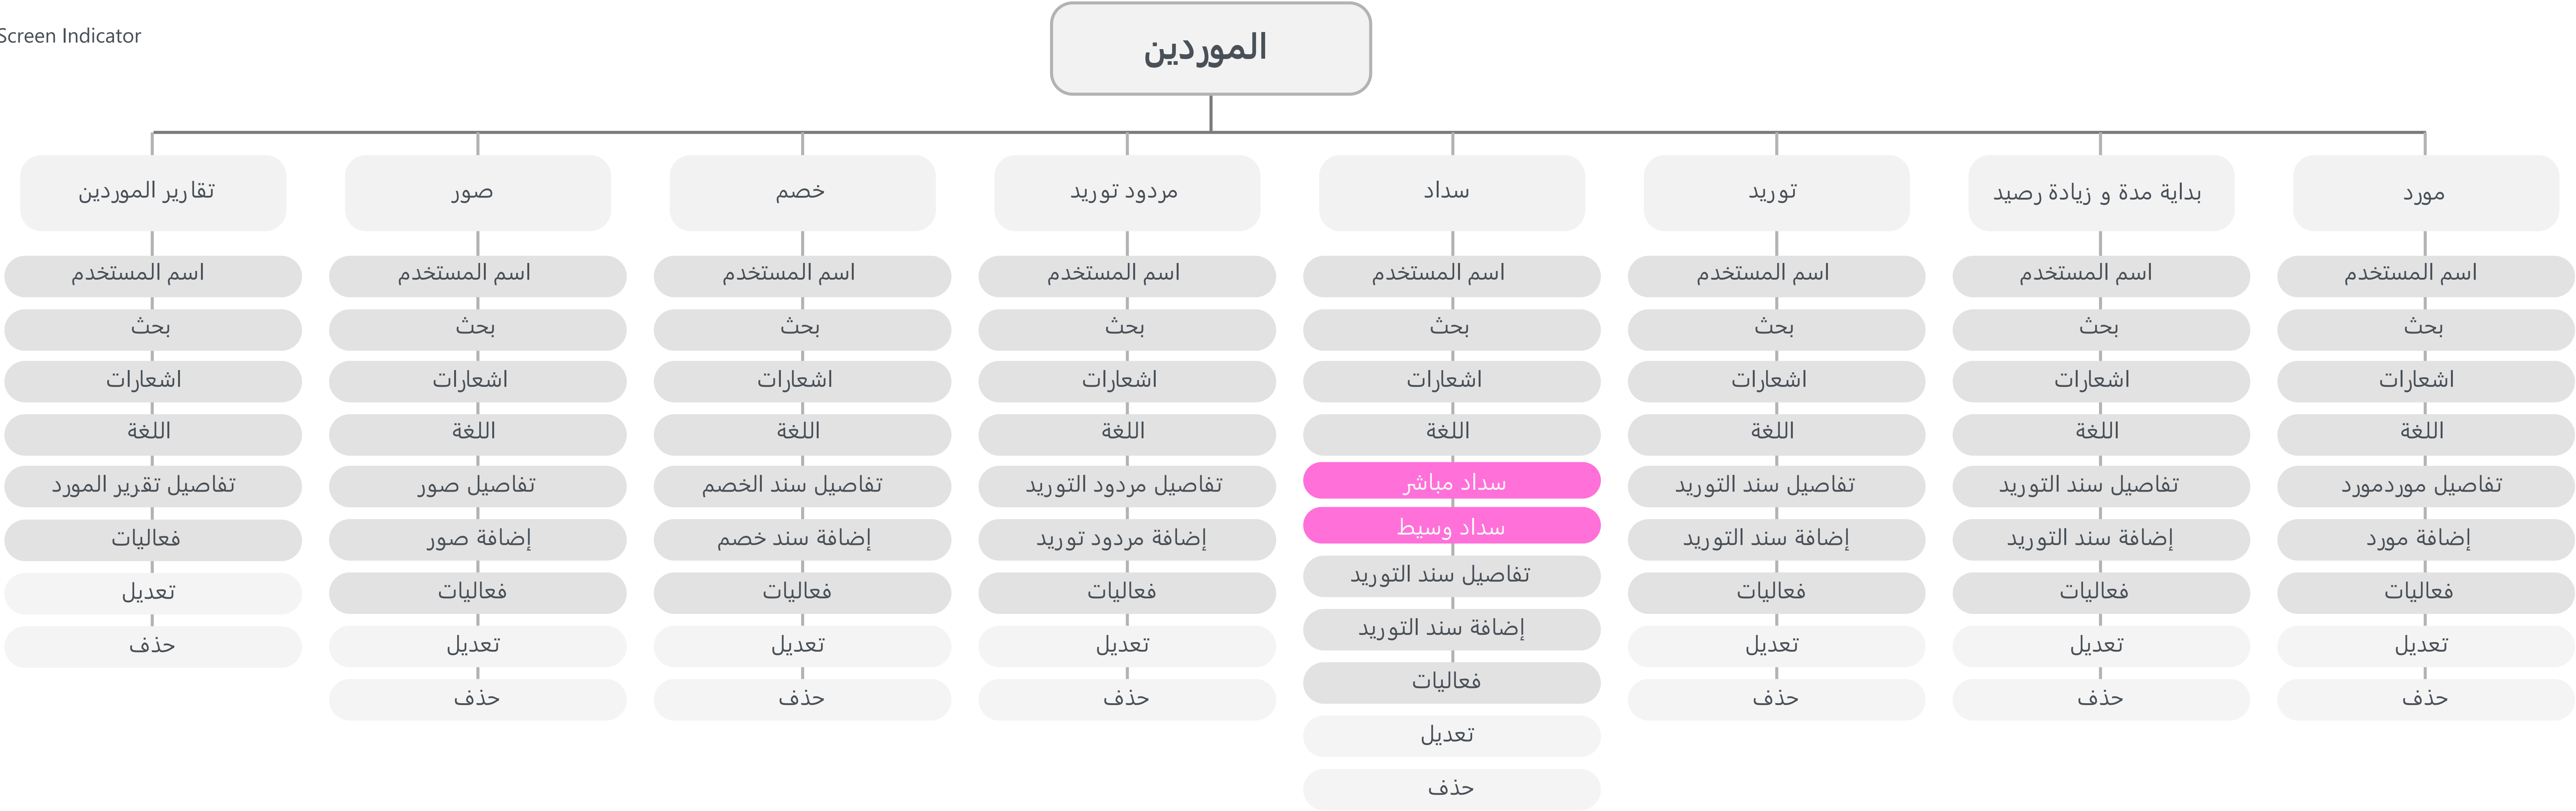 Screen Indicator
الموردين
مورد
اسم المستخدم
بحث
اشعارات
اللغة
تفاصيل موردمورد
إضافة مورد
فعاليات
تعديل
حذف
بداية مدة و زيادة رصيد
اسم المستخدم
بحث
اشعارات
اللغة
تفاصيل سند التوريد
إضافة سند التوريد
فعاليات
تعديل
حذف
توريد
اسم المستخدم
بحث
اشعارات
اللغة
تفاصيل سند التوريد
إضافة سند التوريد
فعاليات
تعديل
حذف
سداد
اسم المستخدم
بحث
اشعارات
اللغة
سداد مباشر
سداد وسيط
تفاصيل سند التوريد
إضافة سند التوريد
فعاليات
تعديل
حذف
مردود توريد
اسم المستخدم
بحث
اشعارات
اللغة
تفاصيل مردود التوريد
إضافة مردود توريد
فعاليات
تعديل
حذف
خصم
اسم المستخدم
بحث
اشعارات
اللغة
تفاصيل سند الخصم
إضافة سند خصم
فعاليات
تعديل
حذف
صور
اسم المستخدم
بحث
اشعارات
اللغة
تفاصيل صور
إضافة صور
فعاليات
تعديل
حذف
تقارير الموردين
اسم المستخدم
بحث
اشعارات
اللغة
تفاصيل تقرير المورد
فعاليات
تعديل
حذف